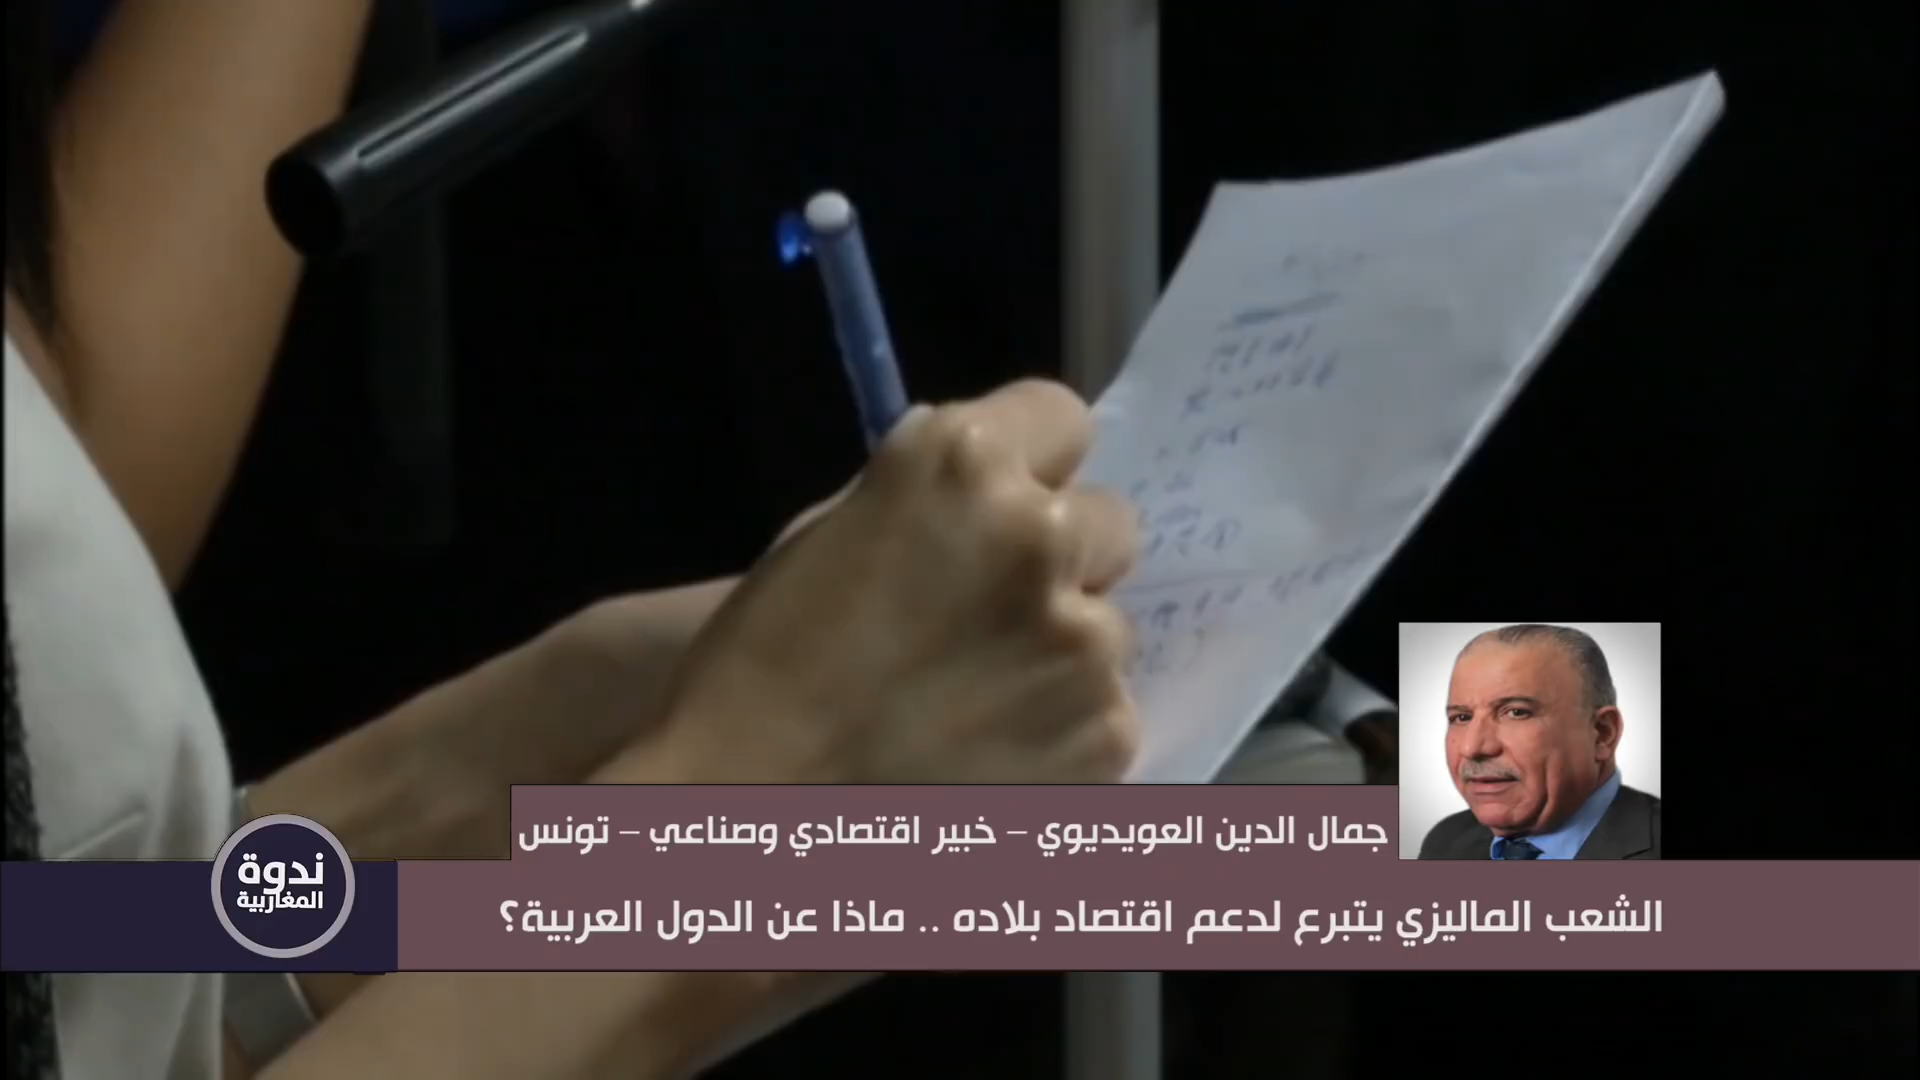 جمال الدين العويديوي – خبير اقتصادي وصناعي – تونس
الشعب الماليزي يتبرع لدعم اقتصاد بلاده .. ماذا عن الدول العربية؟
ندوة
المغاربية